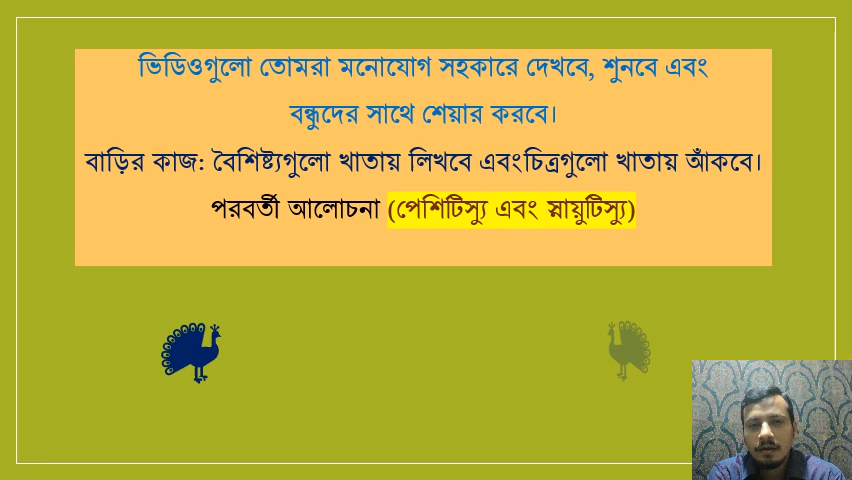 ভিডিওগুলো তোমরা মনোযোগ সহকারে দেখবে, শুনবে এবং
বন্ধুদের সাথে শেয়ার করবে।
বাড়ির কাজ: বৈশিষ্ট্যগুলো খাতায় লিখবে এবংচিত্রগুলো খাতায় আঁকবে।
পরবর্তী আলোচনা (পেশিটিস্যু এবং স্নায়ুটিস্যু)